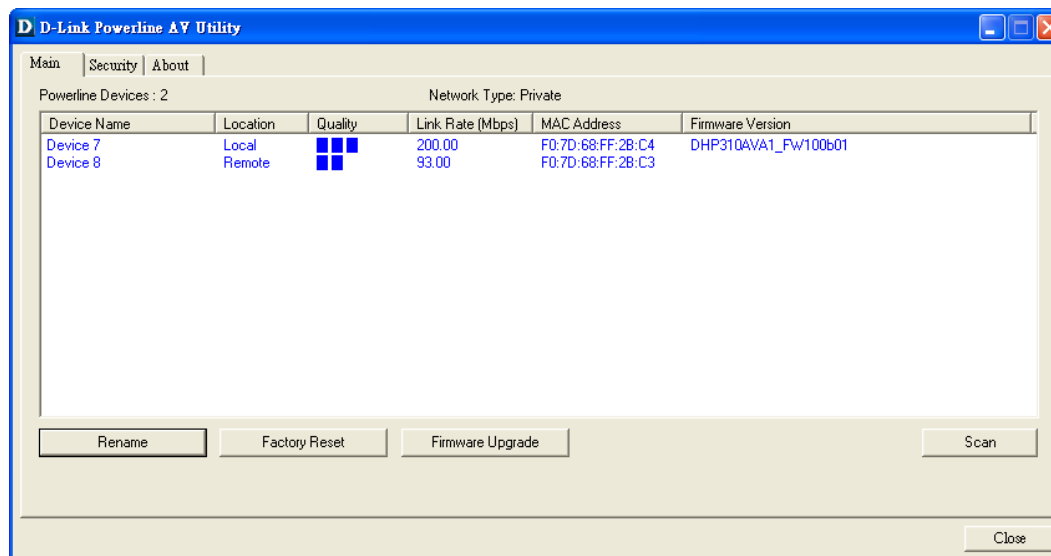 D-Link Powerline AV Utility
Main Security About
Powerline Devices : 2 Network Type: Private
Device Name Location Quality Link Rate (Mbps) MAC Address Firmware Version
Device 7 Local 200.00 F0:7D:68:FF:2B:C4 DHP310AVA1_FW100b01
Device 8 Remote 93.00 F0:7D:68:FF:2B:C3
Rename Factory Reset Firmware Upgrade Scan
Close